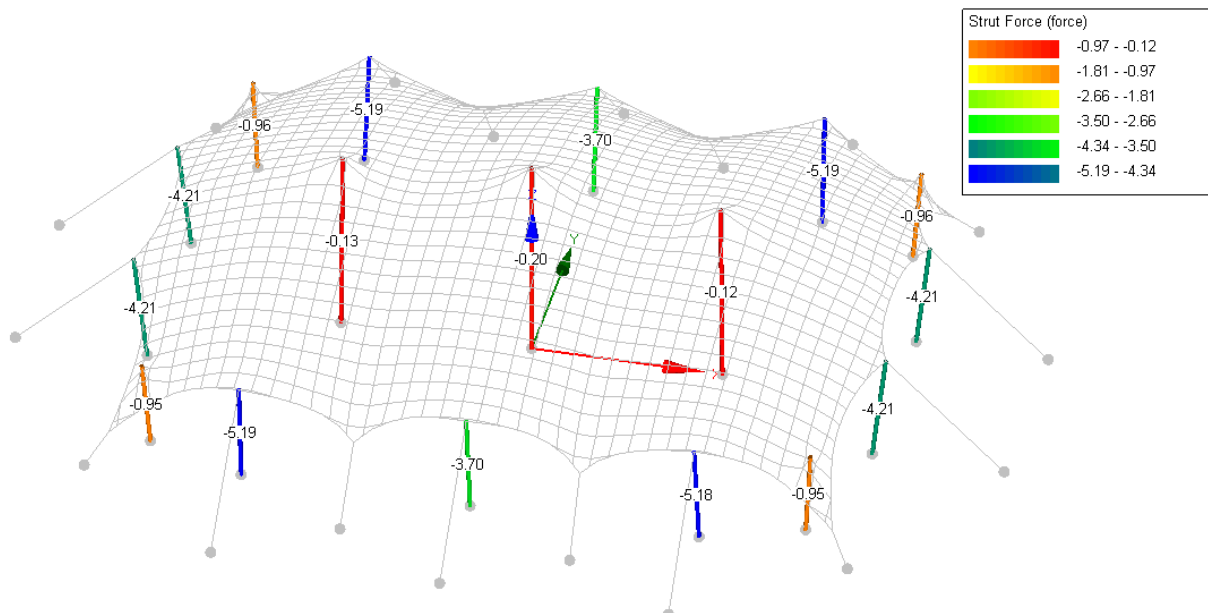 Strut Force (force)
-0.97 - -0.12
-1.81 - -0.97
-2.66 - -1.81
-3.50 - -2.66
-4.34 - -3.50
-5.19 - -4.34
-5.19
-0.96
-3.70
-5.19
-4.21
-0.96
-0.13
Z
Y
-0.20
-0.12
-4.21
-4.21
X
-0.95
-4.21
-5.19
-3.70
-5.18
-0.95